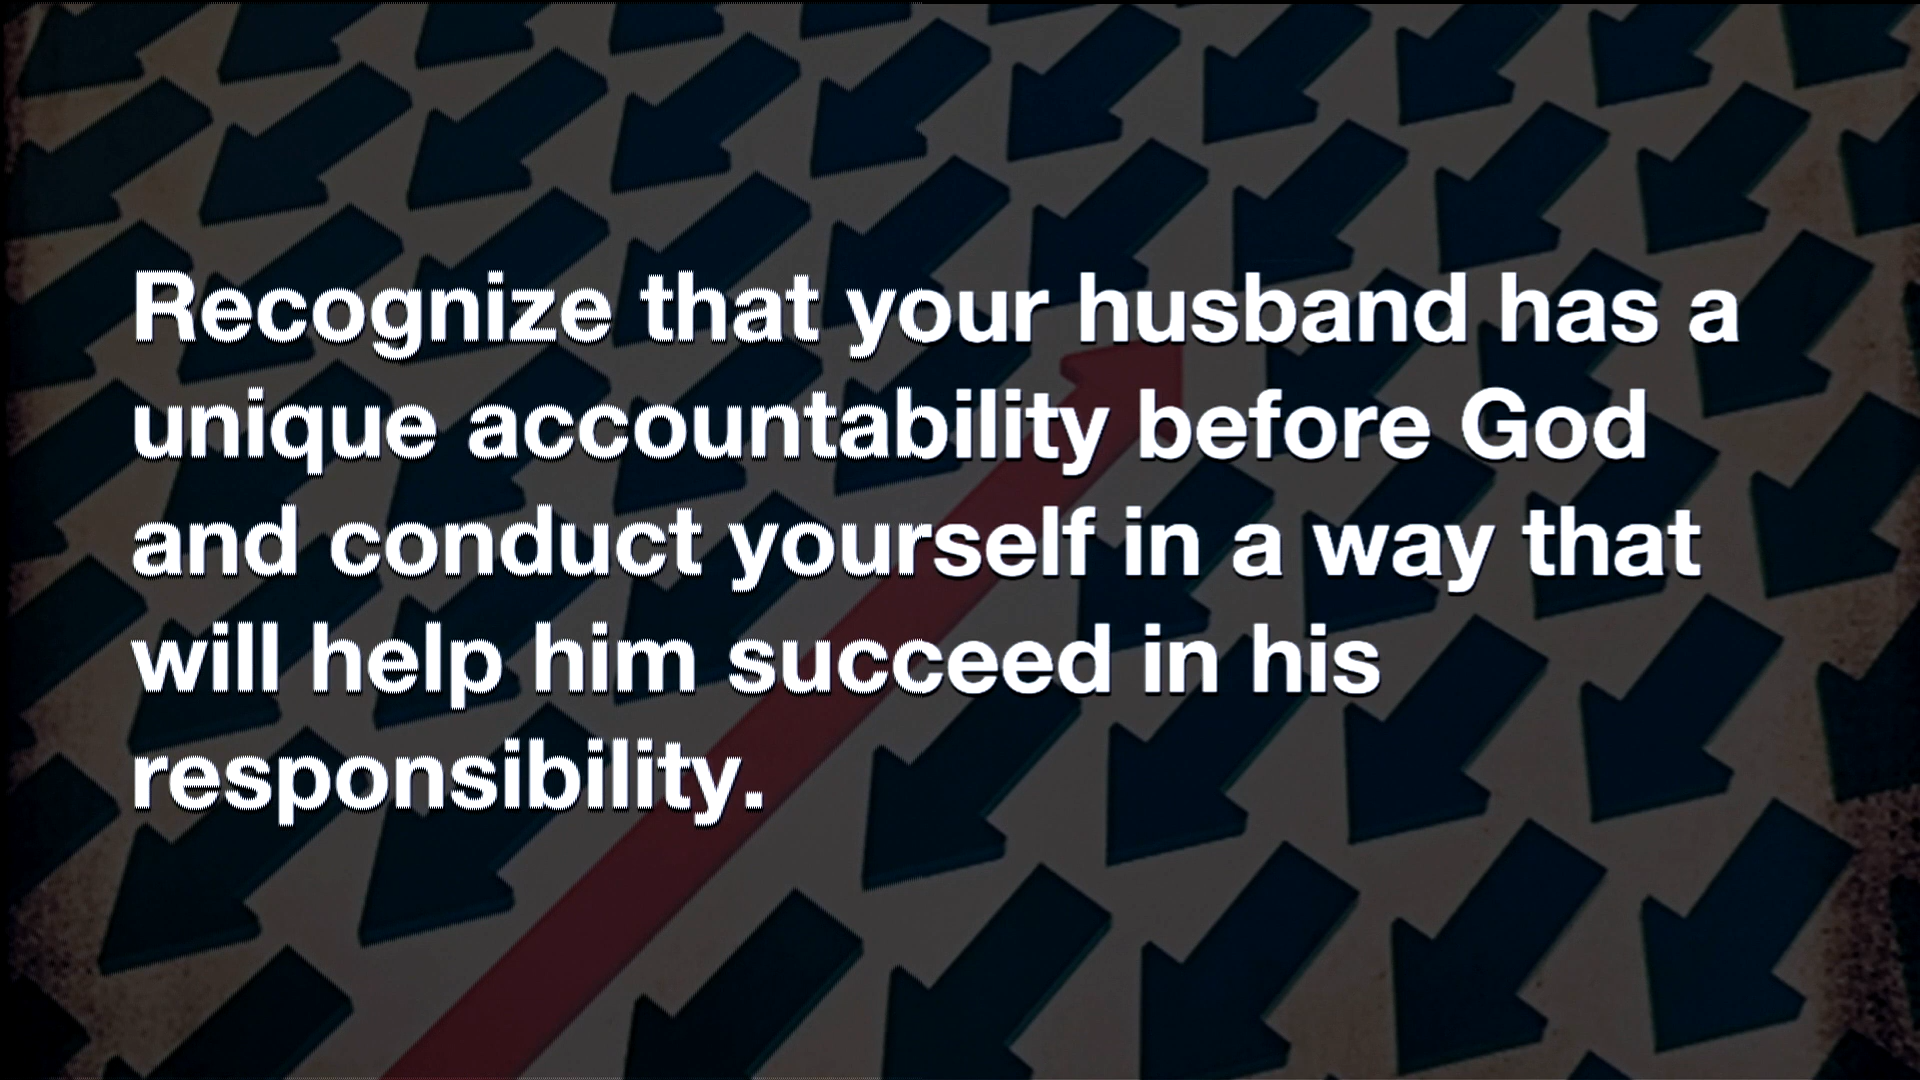 Recognize that your husband has a
unique accountability before God
and conduct yourself in a way that
will help him succeed in his
responsibility.